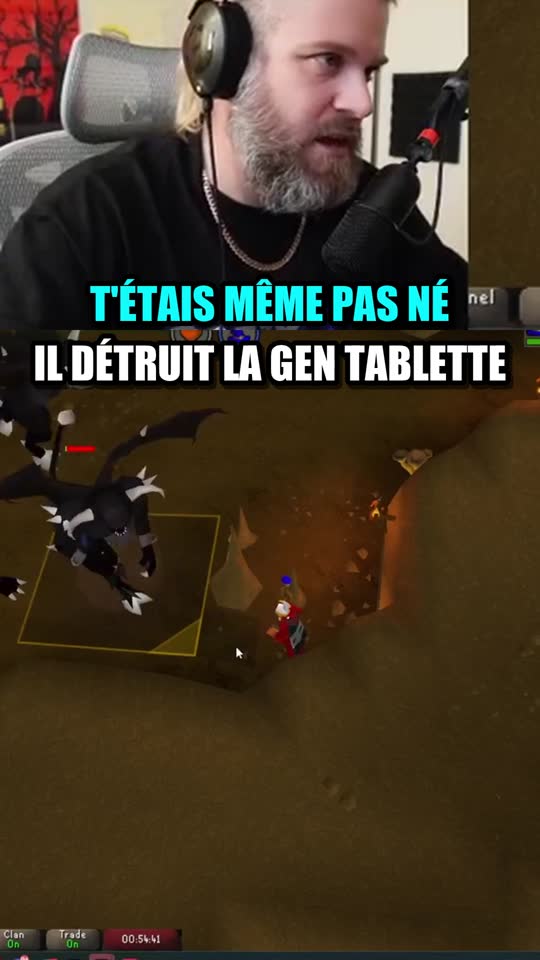 T'ÉTAIS MÊME PAS NÉ
nel
IL DÉTRUIT LA GEN TABLETTE
Clan
On
Trade
On
00:54:41